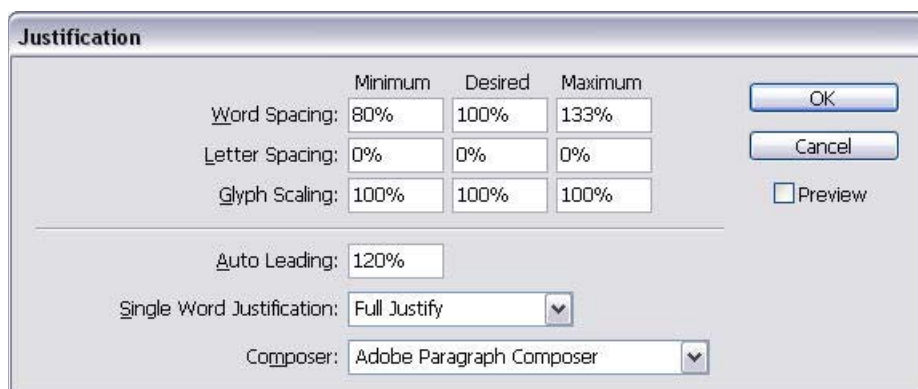 Justification
Minimum Desired Maximum
Word Spacing: 80% 100% 133%
Letter Spacing: 0% 0% 0%
Glyph Scaling: 100% 100% 100%
Auto Leading: 120%
Single Word Justification: Full Justify
Composer: Adobe Paragraph Composer
OK
Cancel
Preview